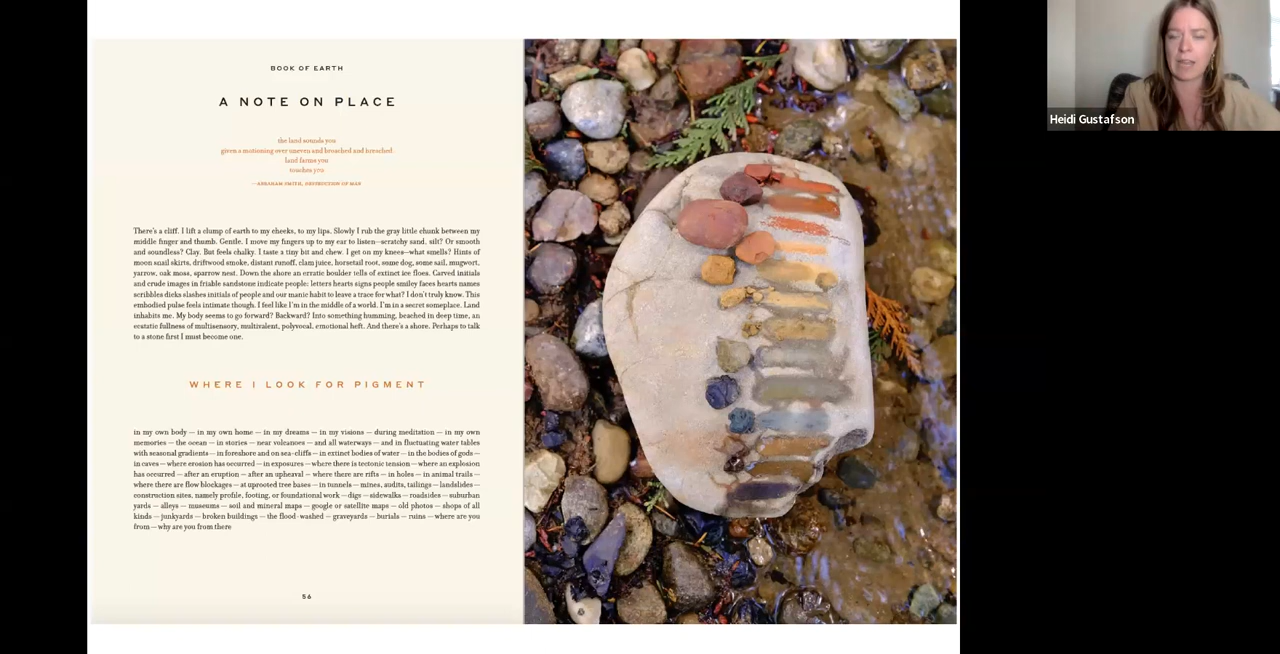 BOOK OF EARTH
A NOTE ON PLACE
the land sounds you
given a motioning over uneven and broached and breeched
land farms you
touches you
—ABRAHAM SMITH, DESTRUCTION OF MAN
There's a cliff. I lift a clump of earth to my cheeks, to my lips. Slowly I rub the gray little chunk between my
middle finger and thumb. Gentle. I move my fingers up to my ear to listen—scratchy sand, silt? Or smooth
and soundless? Clay. But feels chalky. I taste a tiny bit and chew. I get on my knees—what smells? Hints of
moon snail skirts, driftwood smoke, distant runoff, clam juice, horsetail root, some dog, some sail, mugwort,
yarrow, oak moss, sparrow nest. Down the shore an erratic boulder tells of extinct ice floes. Carved initials
and crude images in friable sandstone indicate people: letters hearts signs people smiley faces hearts names
scribbles dicks slashes initials of people and our manic habit to leave a trace for what? I don't truly know. This
embodied pulse feels intimate though. I feel like I'm in the middle of a world. I'm in a secret someplace. Land
inhabits me. My body seems to go forward? Backward? Into something humming, beached in deep time, an
ecstatic fullness of multisensory, multivalent, polyvocal, emotional heft. And there's a shore. Perhaps to talk
to a stone first I must become one.
WHERE I LOOK FOR PIGMENT
in my own body — in my own home — in my dreams — in my visions — during meditation — in my own
memories — the ocean — in stories — near volcanoes — and all waterways — and in fluctuating water tables
with seasonal gradients — in foreshore and on sea-cliffs — in extinct bodies of water — in the bodies of gods —
in caves — where erosion has occurred — in exposures — where there is tectonic tension — where an explosion
has occurred — after an eruption — after an upheaval — where there are rifts — in holes — in animal trails —
where there are flow blockages — at uprooted tree bases — in tunnels — mines, audits, tailings — landslides —
construction sites, namely profile, footing, or foundational work — digs — sidewalks — roadsides — suburban
yards — alleys — museums — soil and mineral maps — google or satellite maps — old photos — shops of all
kinds — junkyards — broken buildings — the flood-washed — graveyards — burials — ruins — where are you
from — why are you from there
56
Heidi Gustafson